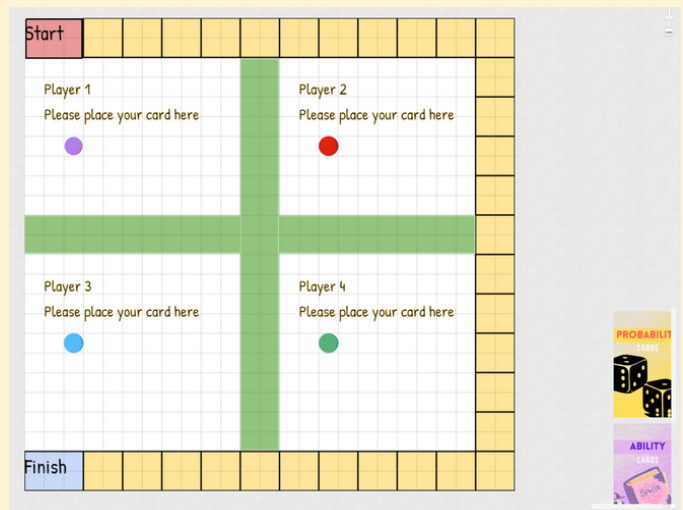 Start
Player 1
Please place your card here
Player 2
Please place your card here
Player 3
Please place your card here
Player 4
Please place your card here
Finish
PROBABILIT
CARDS
ABILITY
CARDS
Spells